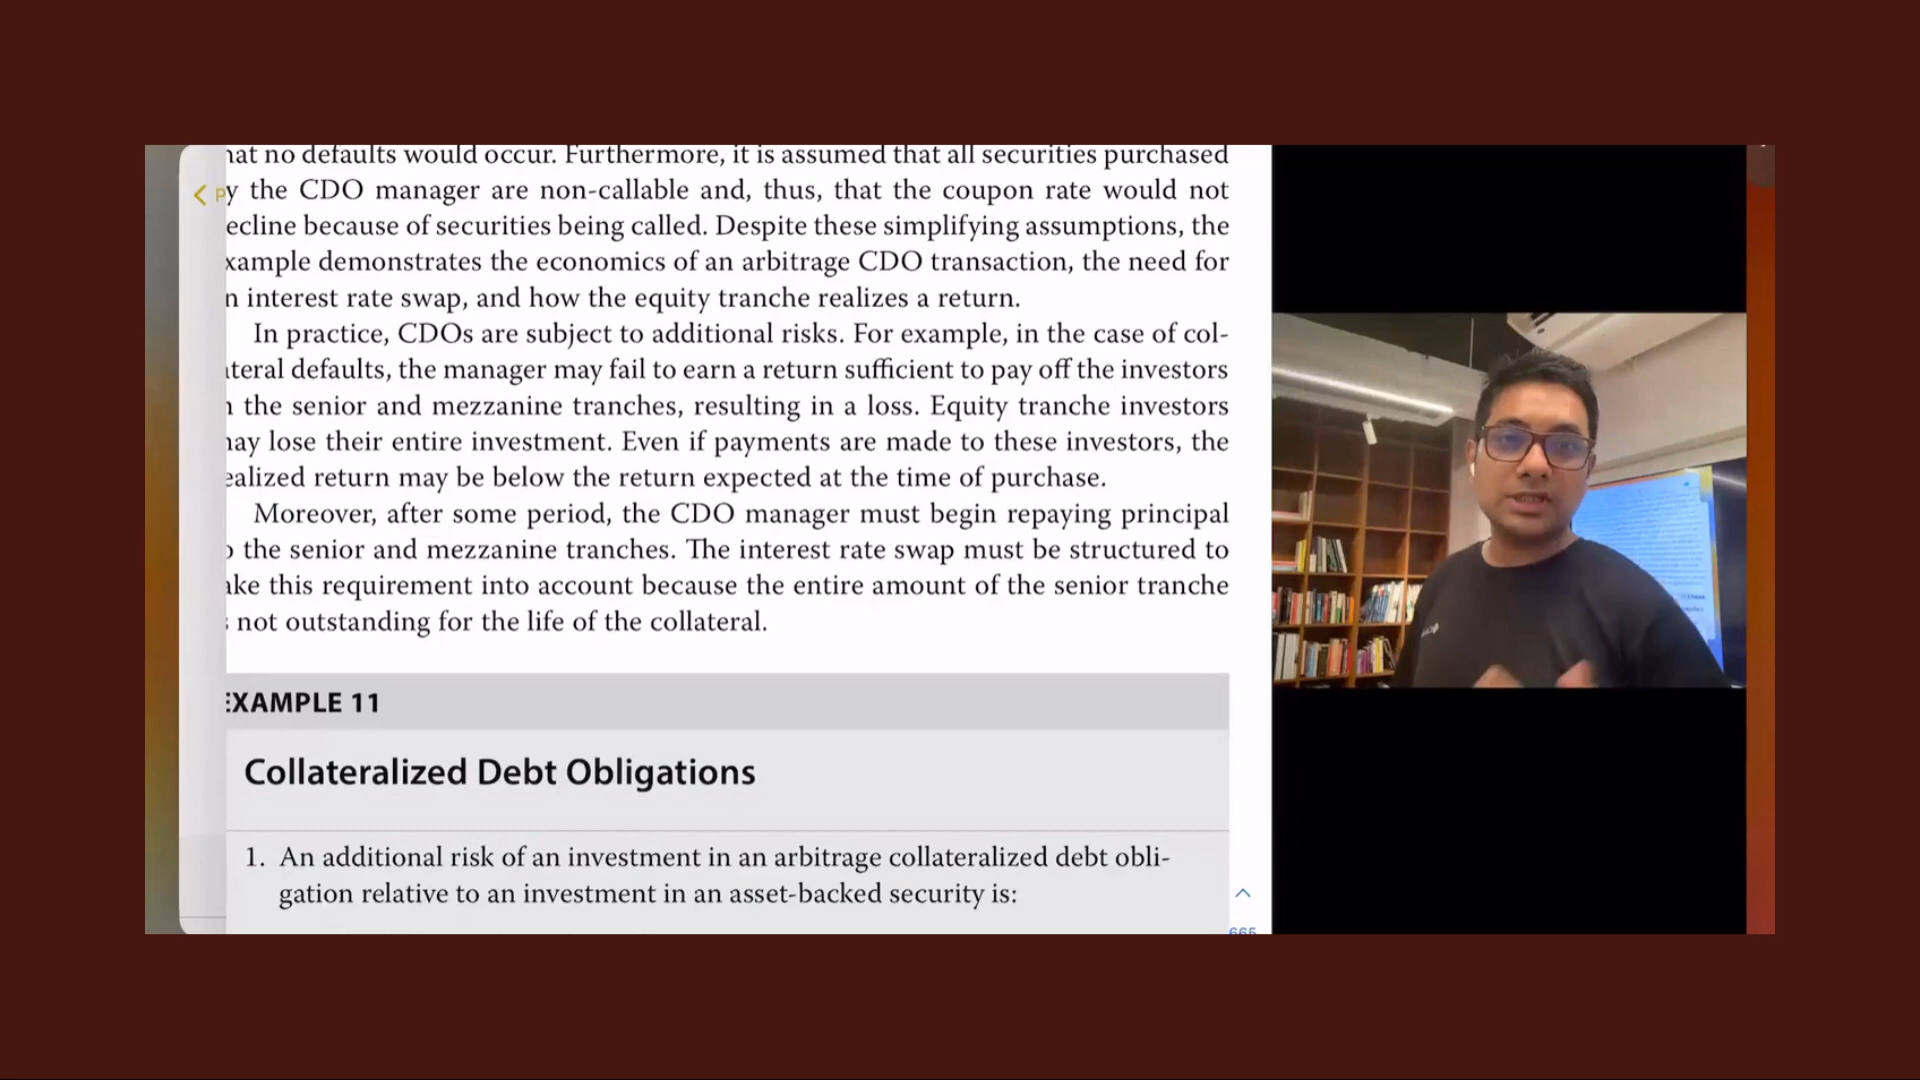 hat no defaults would occur. Furthermore, it is assumed that all securities purchased
y the CDO manager are non-callable and, thus, that the coupon rate would not
ecline because of securities being called. Despite these simplifying assumptions, the
xample demonstrates the economics of an arbitrage CDO transaction, the need for
n interest rate swap, and how the equity tranche realizes a return.
In practice, CDOs are subject to additional risks. For example, in the case of col-
teral defaults, the manager may fail to earn a return sufficient to pay off the investors
the senior and mezzanine tranches, resulting in a loss. Equity tranche investors
ay lose their entire investment. Even if payments are made to these investors, the
ealized return may be below the return expected at the time of purchase.
Moreover, after some period, the CDO manager must begin repaying principal
the senior and mezzanine tranches. The interest rate swap must be structured to
ke this requirement into account because the entire amount of the senior tranche
not outstanding for the life of the collateral.
EXAMPLE 11
Collateralized Debt Obligations
1. An additional risk of an investment in an arbitrage collateralized debt obli-
gation relative to an investment in an asset-backed security is:
665